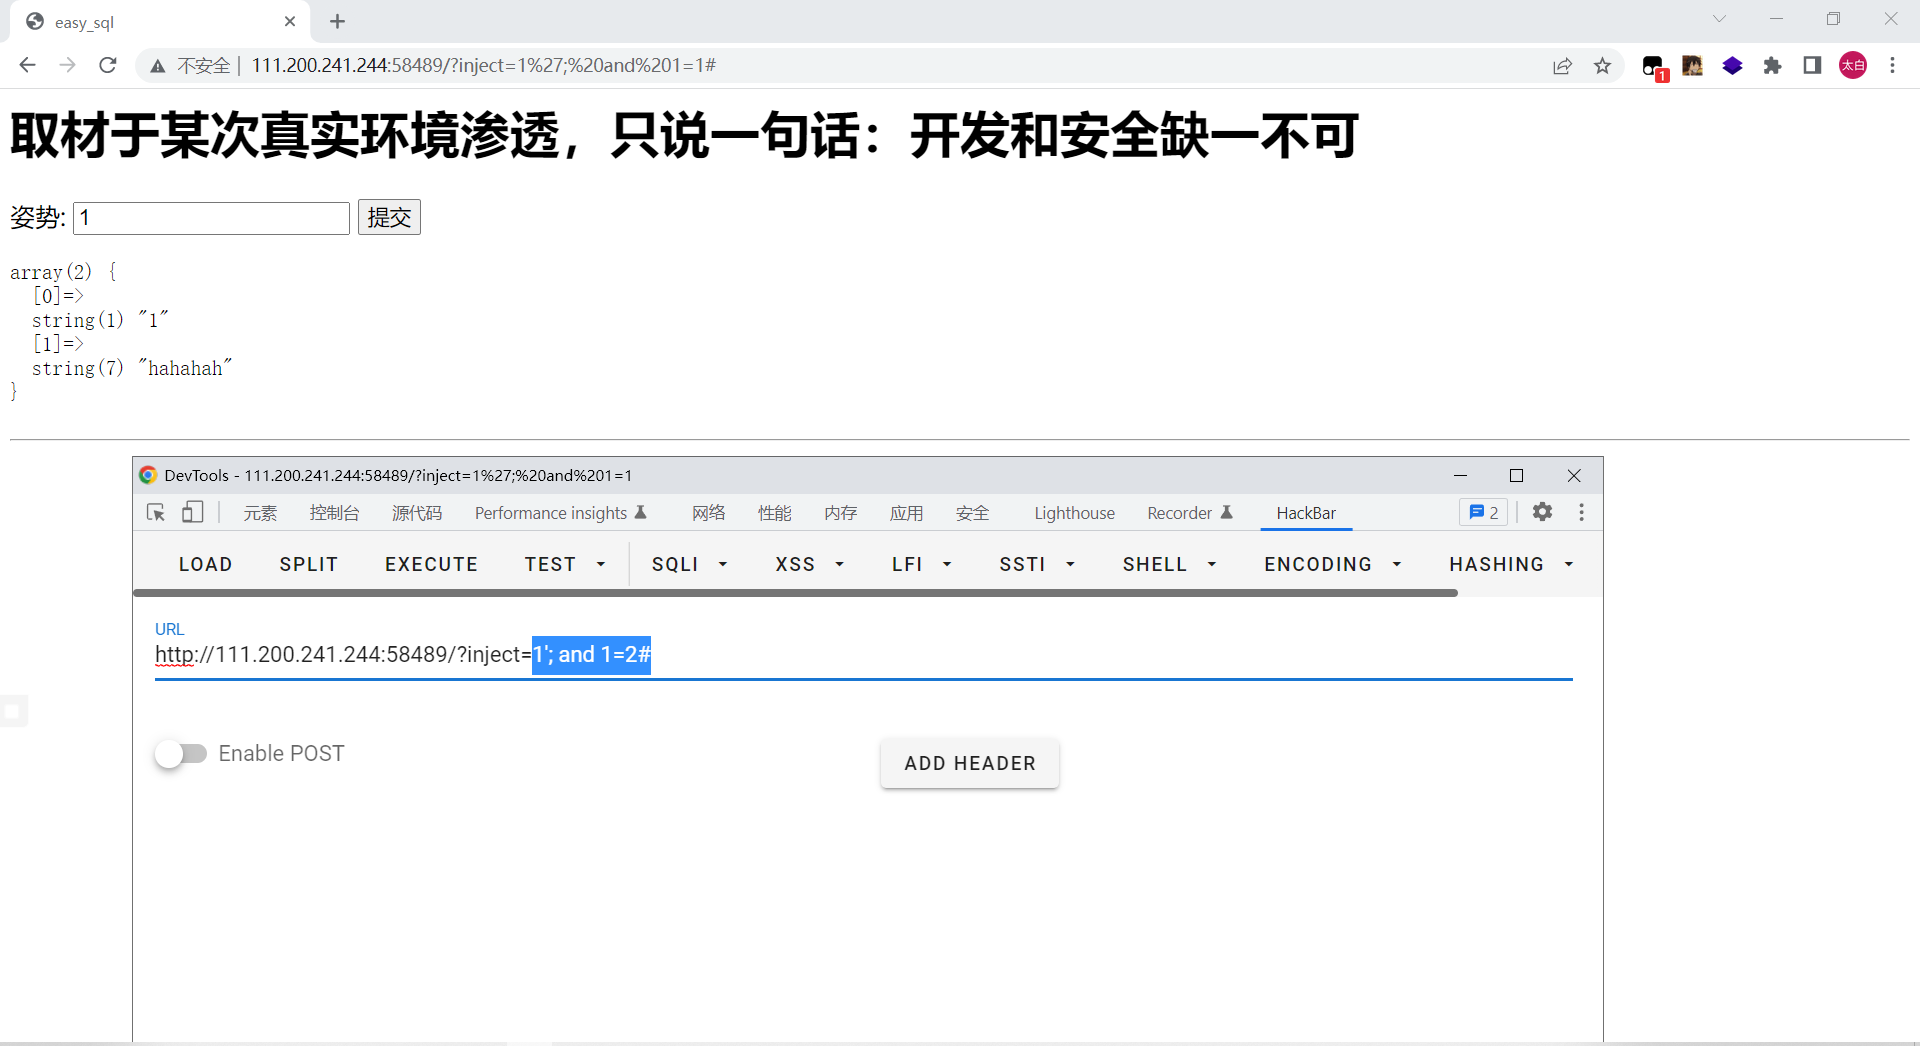 easy_sql
不安全 | 111.200.241.244:58489/?inject=1%27;%20and%201=1#
1
太白
取材于某次真实环境渗透，只说一句话：开发和安全缺一不可
姿势: 1 提交
array(2) {
[0]=>
string(1) "1"
[1]=>
string(7) "hahahah"
}
DevTools - 111.200.241.244:58489/?inject=1%27;%20and%201=1
元素 控制台 源代码 Performance insights 网络 性能 内存 应用 安全 Lighthouse Recorder HackBar 2
LOAD SPLIT EXECUTE TEST SQLI XSS LFI SSTI SHELL ENCODING HASHING
URL
http://111.200.241.244:58489/?inject=1'; and 1=2#
Enable POST
ADD HEADER